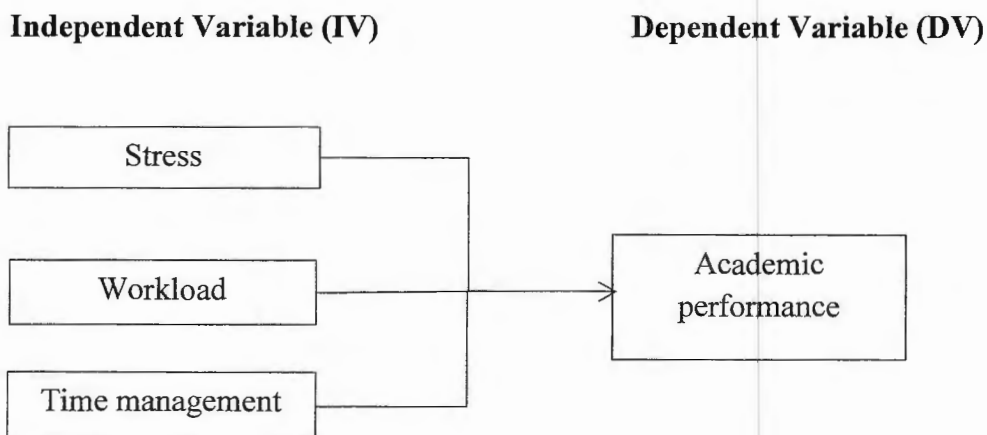 Independent Variable (IV)
Dependent Variable (DV)
Stress
Workload
Academic
performance
Time management